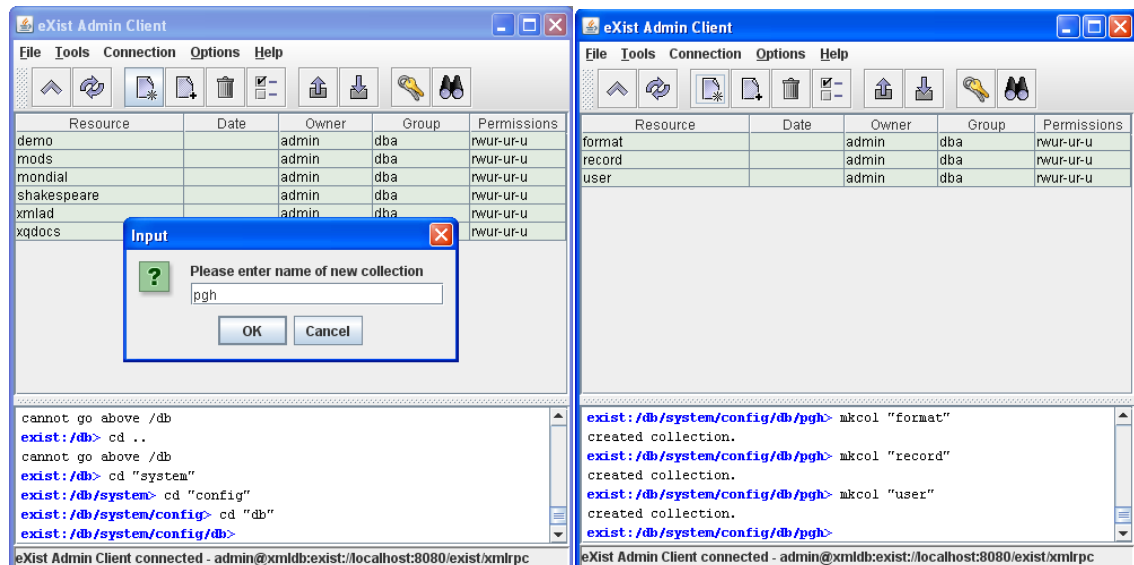 eXist Admin Client
File Tools Connection Options Help
Resource Date Owner Group Permissions
demo admin dba rwur-ur-u
mods admin dba rwur-ur-u
mondial admin dba rwur-ur-u
shakespeare admin dba rwur-ur-u
xmlad admin dba rwur-ur-u
xqdocs rwur-ur-u
Input
Please enter name of new collection
pgh
OK Cancel
cannot go above /db
exist:/db> cd ..
cannot go above /db
exist:/db> cd "system"
exist:/db/system> cd "config"
exist:/db/system/config> cd "db"
exist:/db/system/config/db>
eXist Admin Client connected - admin@xmldb:exist://localhost:8080/exist/xmlrpc
eXist Admin Client
File Tools Connection Options Help
Resource Date Owner Group Permissions
format admin dba rwur-ur-u
record admin dba rwur-ur-u
user admin dba rwur-ur-u
exist:/db/system/config/db/pgh> mkcol "format"
created collection.
exist:/db/system/config/db/pgh> mkcol "record"
created collection.
exist:/db/system/config/db/pgh> mkcol "user"
created collection.
exist:/db/system/config/db/pgh>
eXist Admin Client connected - admin@xmldb:exist://localhost:8080/exist/xmlrpc